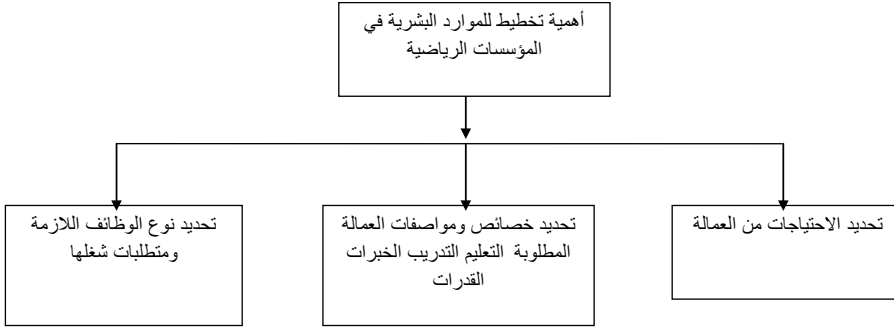 أهمية تخطيط للموارد البشرية في
المؤسسات الرياضية
تحديد الاحتياجات من العمالة
تحديد خصائص ومواصفات العمالة
المطلوبة التعليم التدريب الخبرات
القدرات
تحديد نوع الوظائف اللازمة
ومتطلبات شغلها